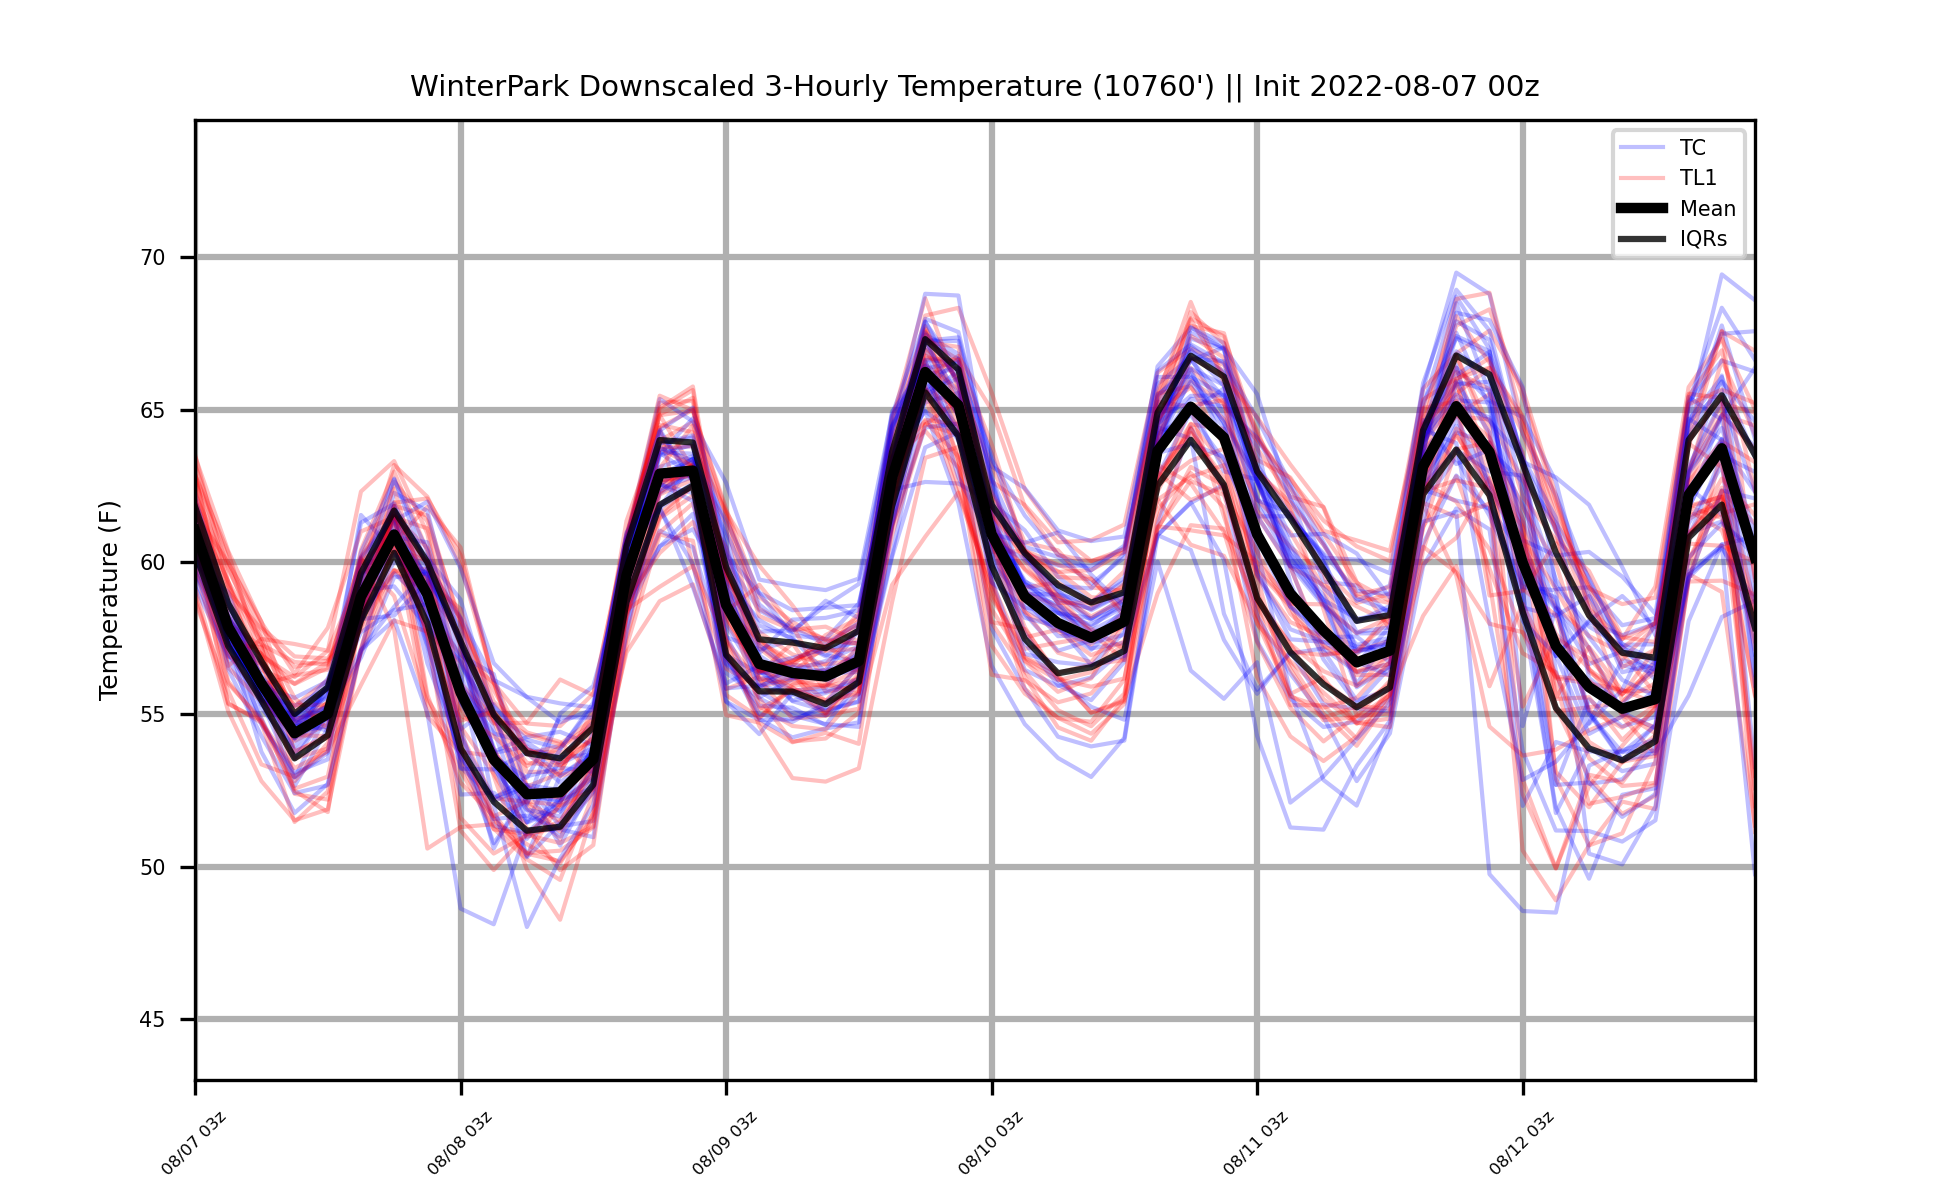 WinterPark Downscaled 3-Hourly Temperature (10760') || Init 2022-08-07 00z
TC
TL1
Mean
IQRs
Temperature (F)
70
65
60
55
50
45
08/07 03z
08/08 03z
08/09 03z
08/10 03z
08/11 03z
08/12 03z